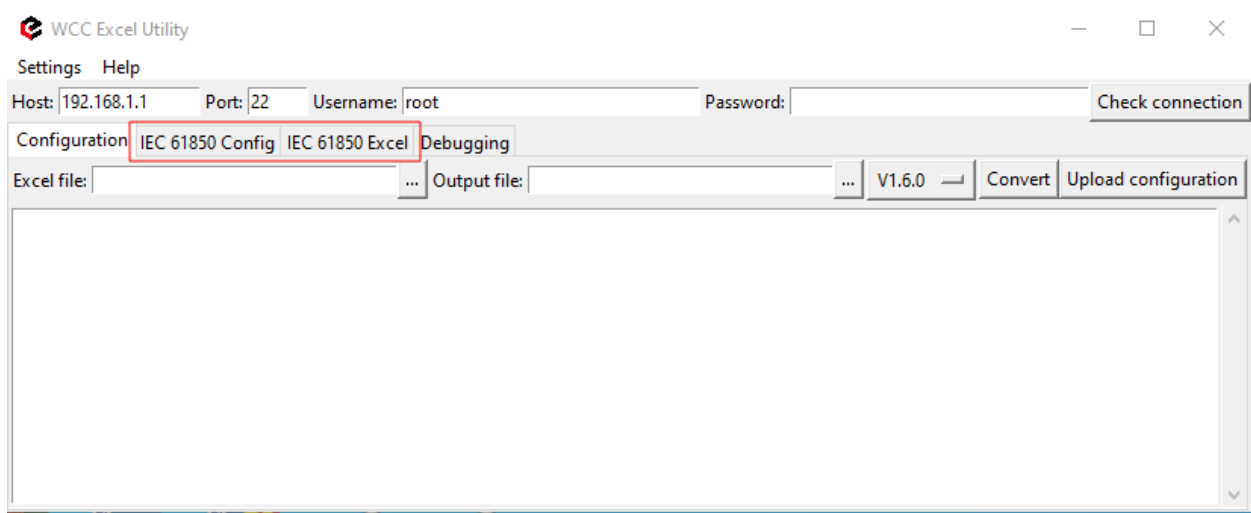 WCC Excel Utility
Settings Help
Host: 192.168.1.1 Port: 22 Username: root Password: Check connection
Configuration IEC 61850 Config IEC 61850 Excel Debugging
Excel file: ... Output file: ... V1.6.0 Convert Upload configuration